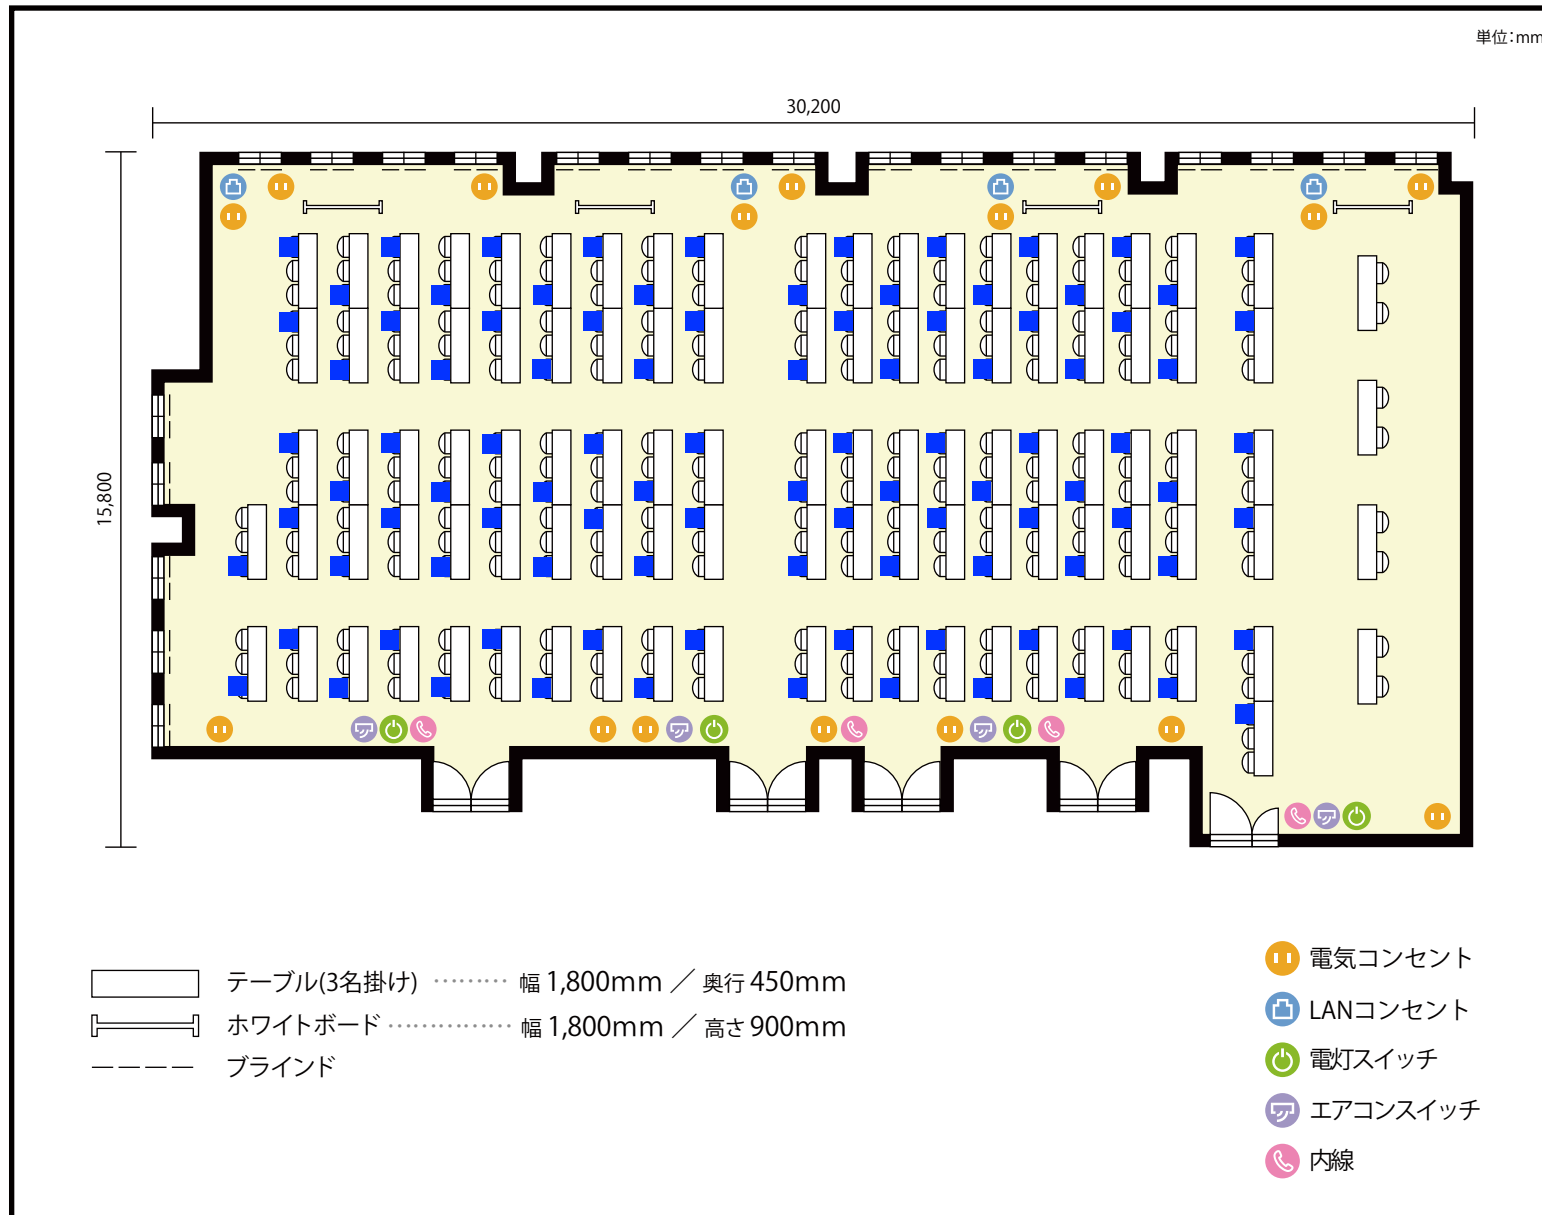 単位：mm
30,200
15,800
テーブル(3名掛け) ……… 幅 1,800mm ／ 奥行 450mm
ホワイトボード …………… 幅 1,800mm ／ 高さ 900mm
ブラインド
電気コンセント
LANコンセント
電灯スイッチ
エアコンスイッチ
内線